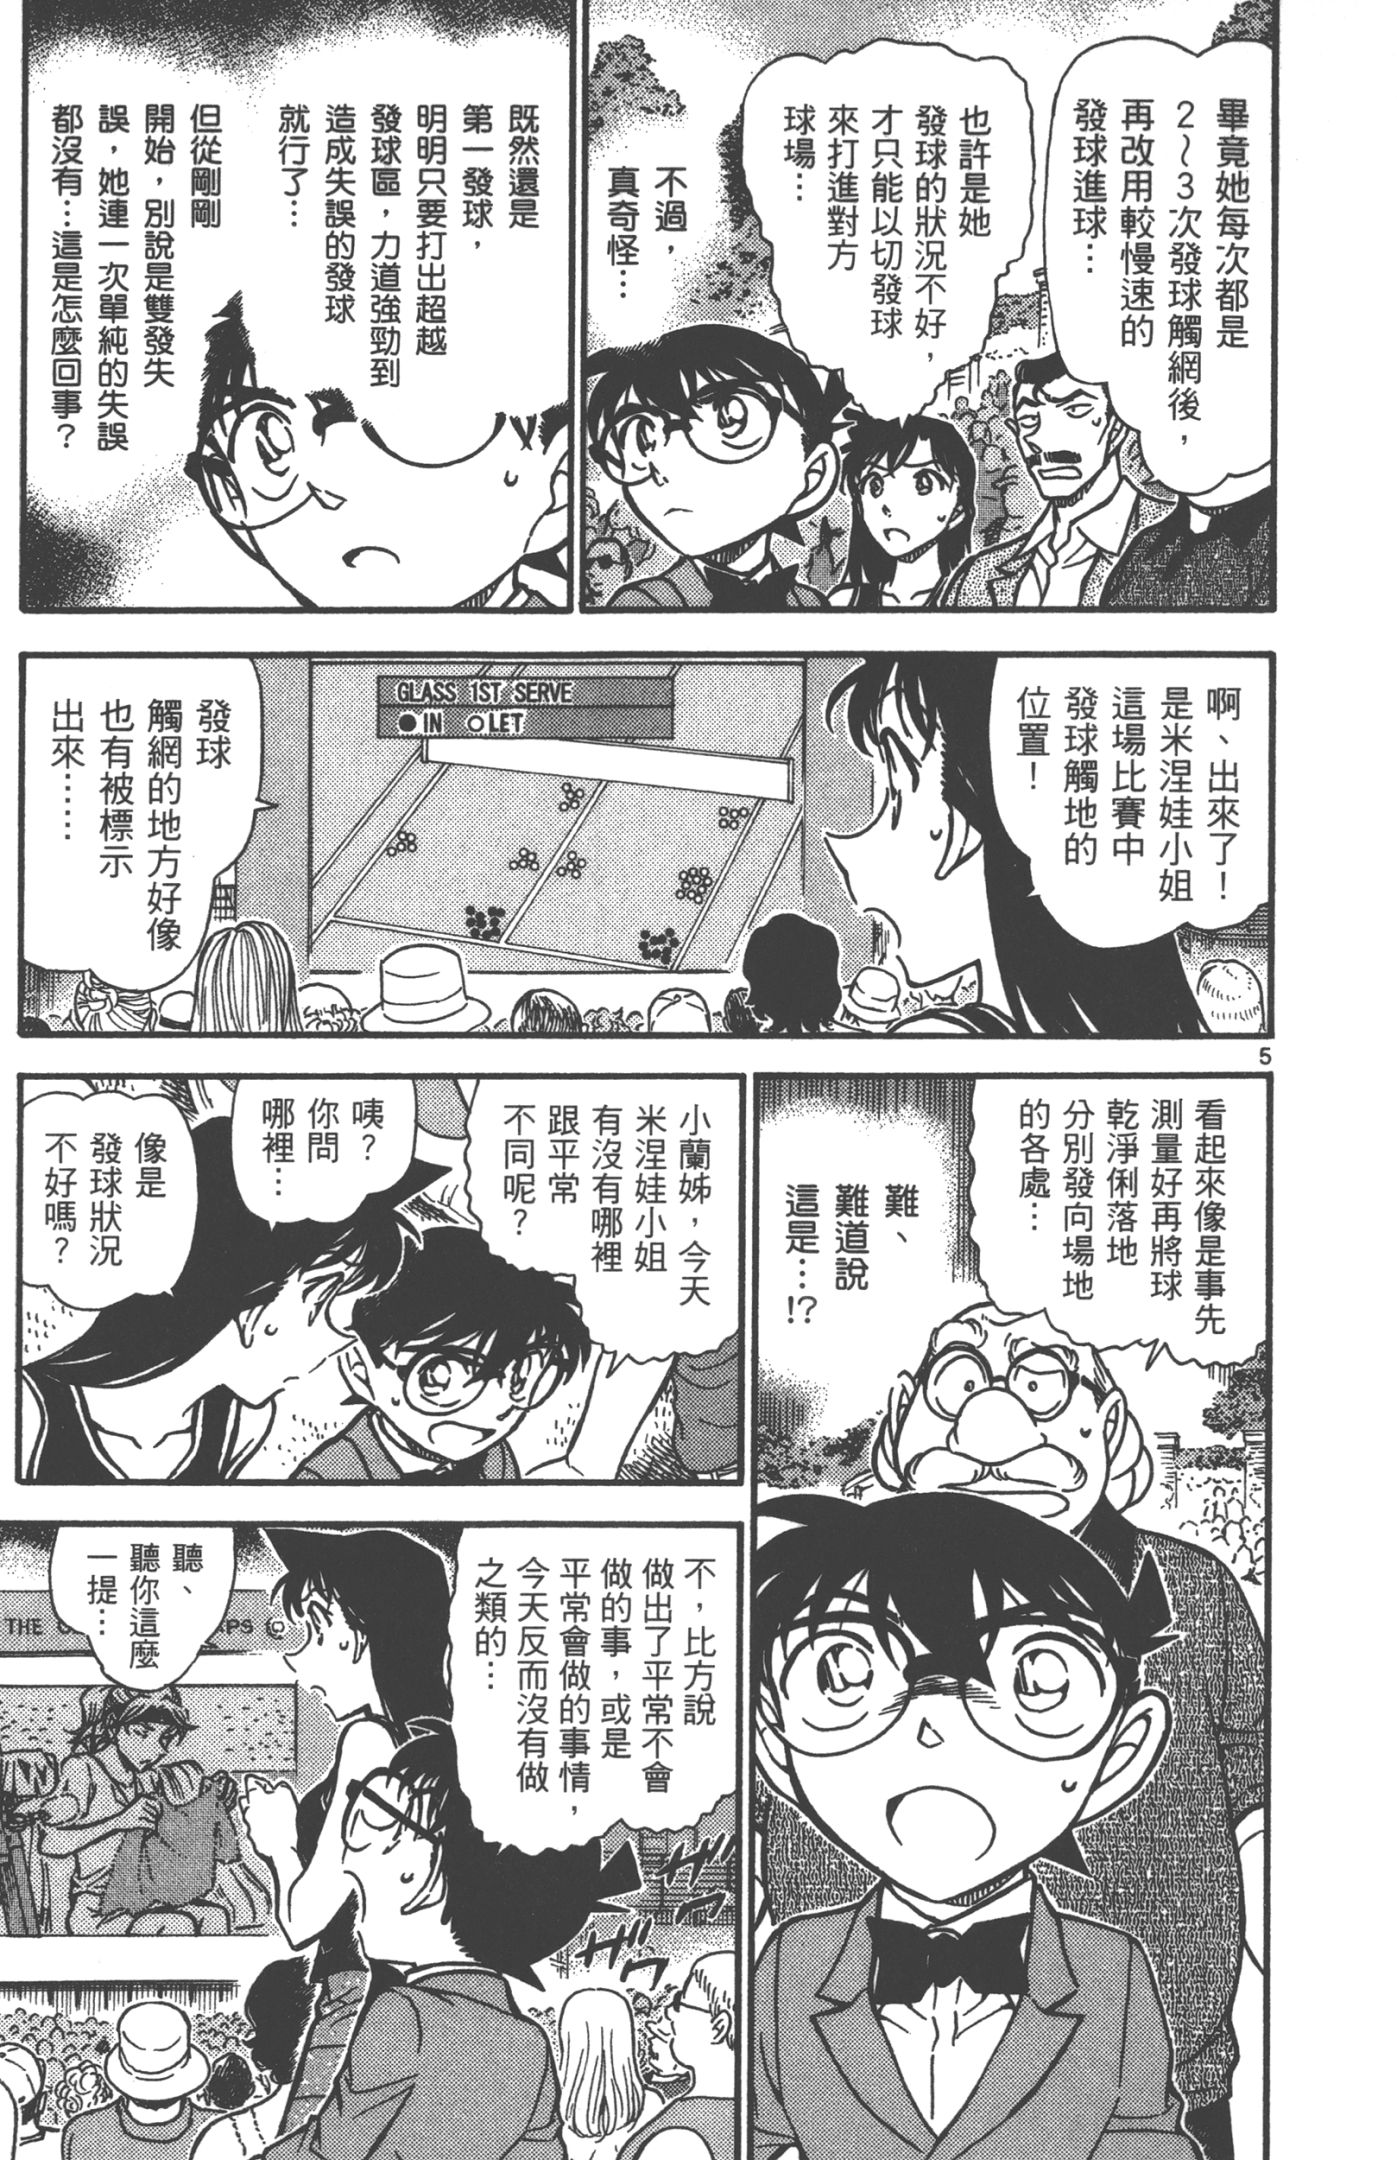 畢竟她每次都是
2～3次發球觸網後，
再改用較慢速的
發球進球…
也許是她
發球的狀況不好，
才只能以切發球
來打進對方
球場…
不過，
真奇怪…
既然還是
第一發球，
明明只要打出超越
發球區，力道強勁到
造成失誤的發球
就行了…
但從剛剛
開始，別說是雙發失
誤，她連一次單純的失誤
都沒有…這是怎麼回事？
啊、出來了！
是米涅娃小姐
這場比賽中
發球觸地的
位置！
GLASS 1ST SERVE
●IN ○LET
發球
觸網的地方好像
也有被標示
出來……
5
看起來像是事先
測量好再將球
乾淨俐落地
分別發向場地
的各處…
難、
難道說
這是…!?
小蘭姊，今天
米涅娃小姐
有沒有哪裡
跟平常
不同呢？
咦？
你問
哪裡…
像是
發球狀況
不好嗎？
不，比方說
做出了平常不會
做的事，或是
平常會做的事情，
今天反而沒有做
之類的…
聽、
聽你這麼
一提…
THE
PS
ザワ
ザワ